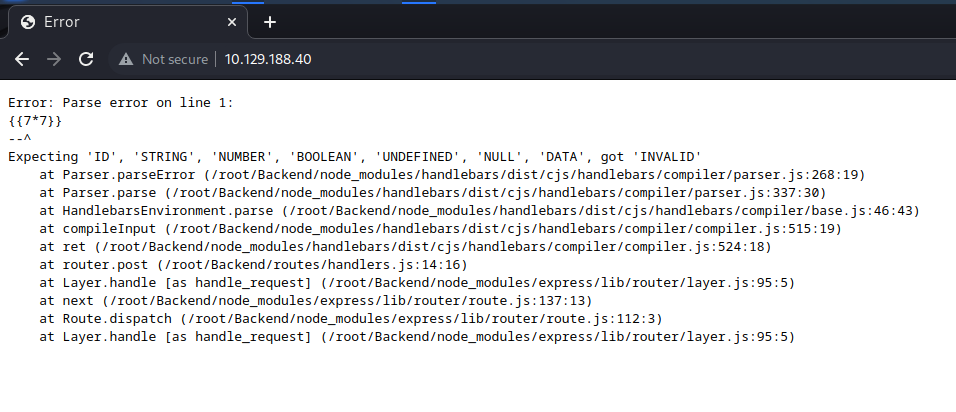 Error
Not secure 10.129.188.40
Error: Parse error on line 1:
{{7*7}}
--^
Expecting 'ID', 'STRING', 'NUMBER', 'BOOLEAN', 'UNDEFINED', 'NULL', 'DATA', got 'INVALID'
at Parser.parseError (/root/Backend/node_modules/handlebars/dist/cjs/handlebars/compiler/parser.js:268:19)
at Parser.parse (/root/Backend/node_modules/handlebars/dist/cjs/handlebars/compiler/parser.js:337:30)
at HandlebarsEnvironment.parse (/root/Backend/node_modules/handlebars/dist/cjs/handlebars/compiler/base.js:46:43)
at compileInput (/root/Backend/node_modules/handlebars/dist/cjs/handlebars/compiler/compiler.js:515:19)
at ret (/root/Backend/node_modules/handlebars/dist/cjs/handlebars/compiler/compiler.js:524:18)
at router.post (/root/Backend/routes/handlers.js:14:16)
at Layer.handle [as handle_request] (/root/Backend/node_modules/express/lib/router/layer.js:95:5)
at next (/root/Backend/node_modules/express/lib/router/route.js:137:13)
at Route.dispatch (/root/Backend/node_modules/express/lib/router/route.js:112:3)
at Layer.handle [as handle_request] (/root/Backend/node_modules/express/lib/router/layer.js:95:5)